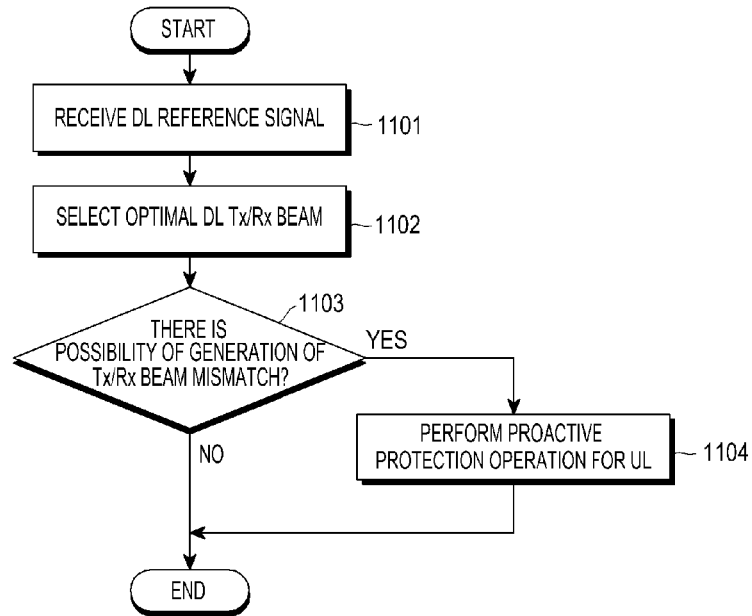 START
RECEIVE DL REFERENCE SIGNAL
1101
SELECT OPTIMAL DL Tx/Rx BEAM
1102
1103
THERE IS
POSSIBILITY OF GENERATION OF
Tx/Rx BEAM MISMATCH?
YES
NO
PERFORM PROACTIVE
PROTECTION OPERATION FOR UL
1104
END